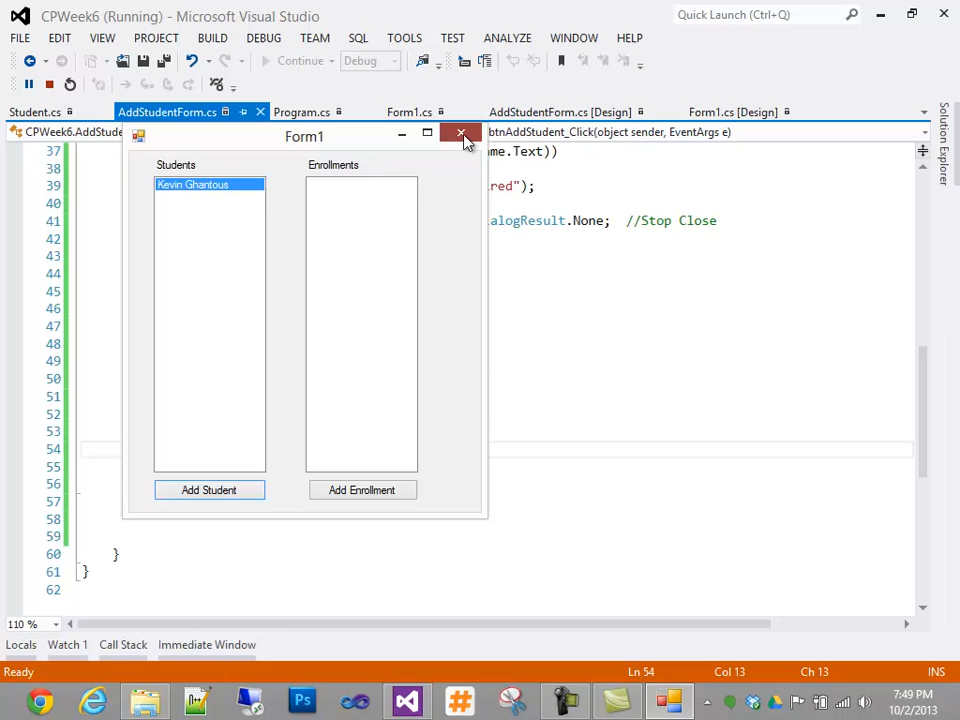 CPWeek6 (Running) - Microsoft Visual Studio
Quick Launch (Ctrl+Q)
FILE EDIT VIEW PROJECT BUILD DEBUG TEAM SQL TOOLS TEST ANALYZE WINDOW HELP
Continue
Debug
Student.cs AddStudentForm.cs Program.cs Form1.cs AddStudentForm.cs [Design] Form1.cs [Design]
CPWeek6.AddStude
btnAddStudent_Click(object sender, EventArgs e)
Solution Explorer
Form1
Students
Enrollments
Kevin Ghantous
Add Student
Add Enrollment
37 me.Text))
38
39 red");
40
41 ialogResult.None; //Stop Close
42
43
44
45
46
47
48
49
50
51
52
53
54
55
56
57
58
59
60 }
61 }
62
110 %
Locals Watch 1 Call Stack Immediate Window
Ready
Ln 54 Col 13 Ch 13 INS
Ps
7:49 PM
10/2/2013